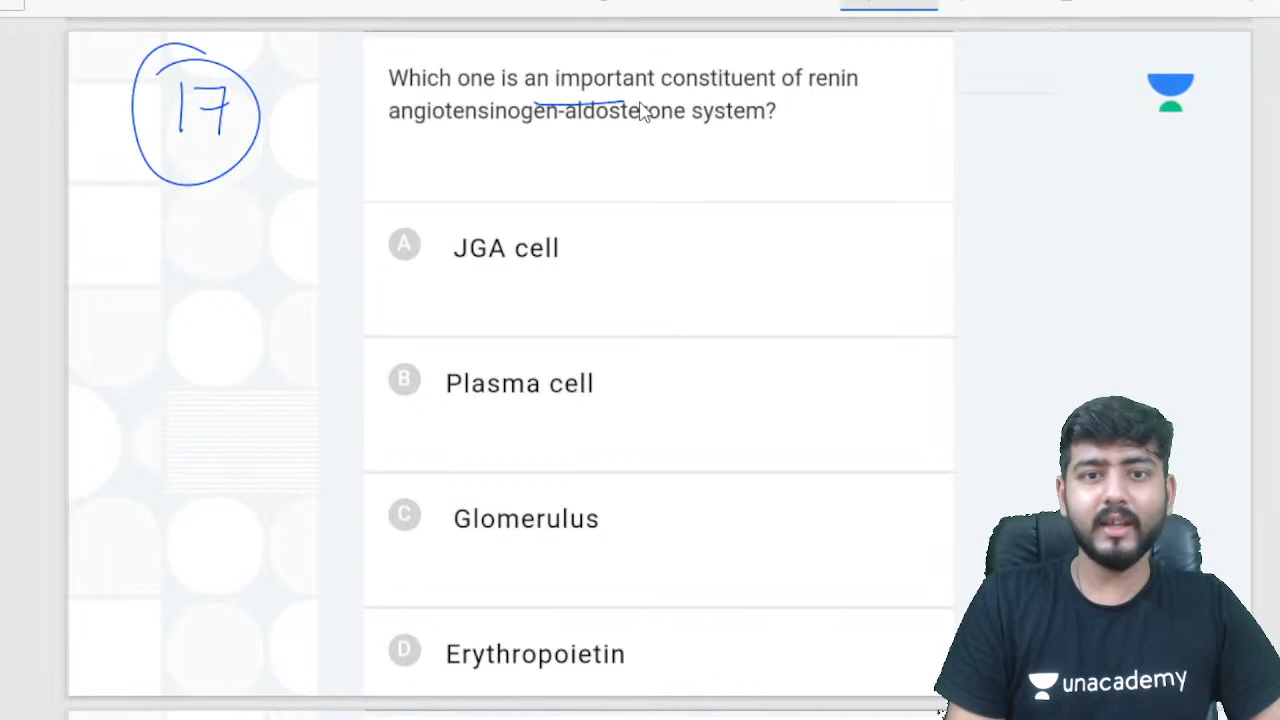 17
Which one is an important constituent of renin
angiotensinogen-aldosterone system?
A JGA cell
B Plasma cell
C Glomerulus
D Erythropoietin
unacademy